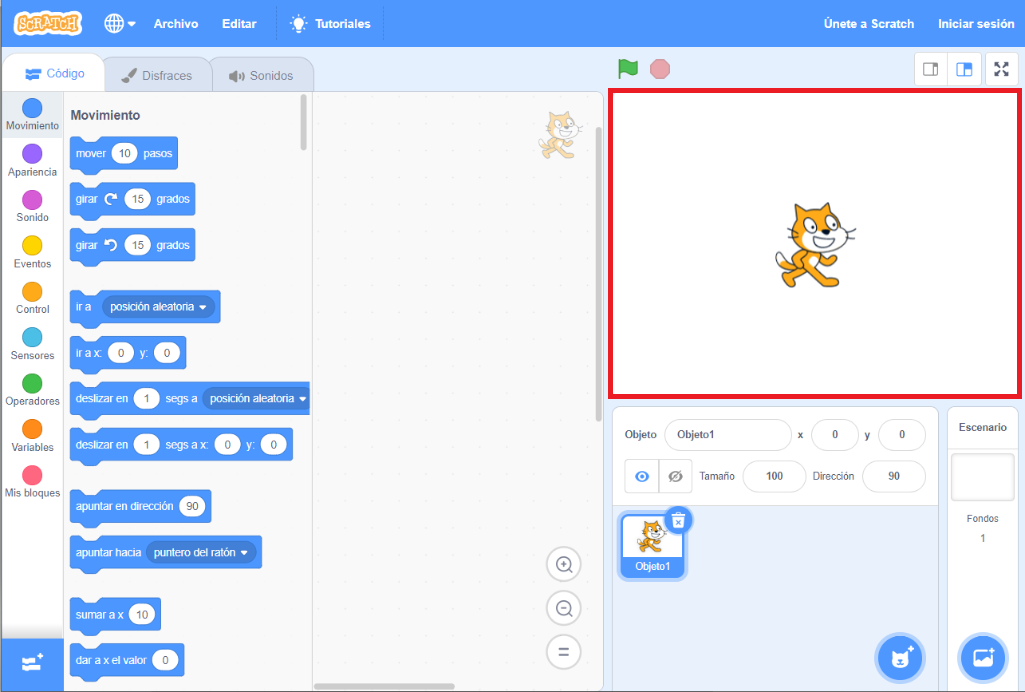 SCRATCH
Archivo
Editar
Tutoriales
Únete a Scratch
Iniciar sesión
Código
Disfraces
Sonidos
Movimiento
Apariencia
Sonido
Eventos
Control
Sensores
Operadores
Variables
Mis bloques
Movimiento
mover 10 pasos
girar 15 grados
girar 15 grados
ir a posición aleatoria
ir a x: 0 y: 0
deslizar en 1 segs a posición aleatoria
deslizar en 1 segs a x: 0 y: 0
apuntar en dirección 90
apuntar hacia puntero del ratón
sumar a x 10
dar a x el valor 0
Objeto Objeto1 x 0 y 0
Tamaño 100 Dirección 90
Objeto1
Escenario
Fondos
1